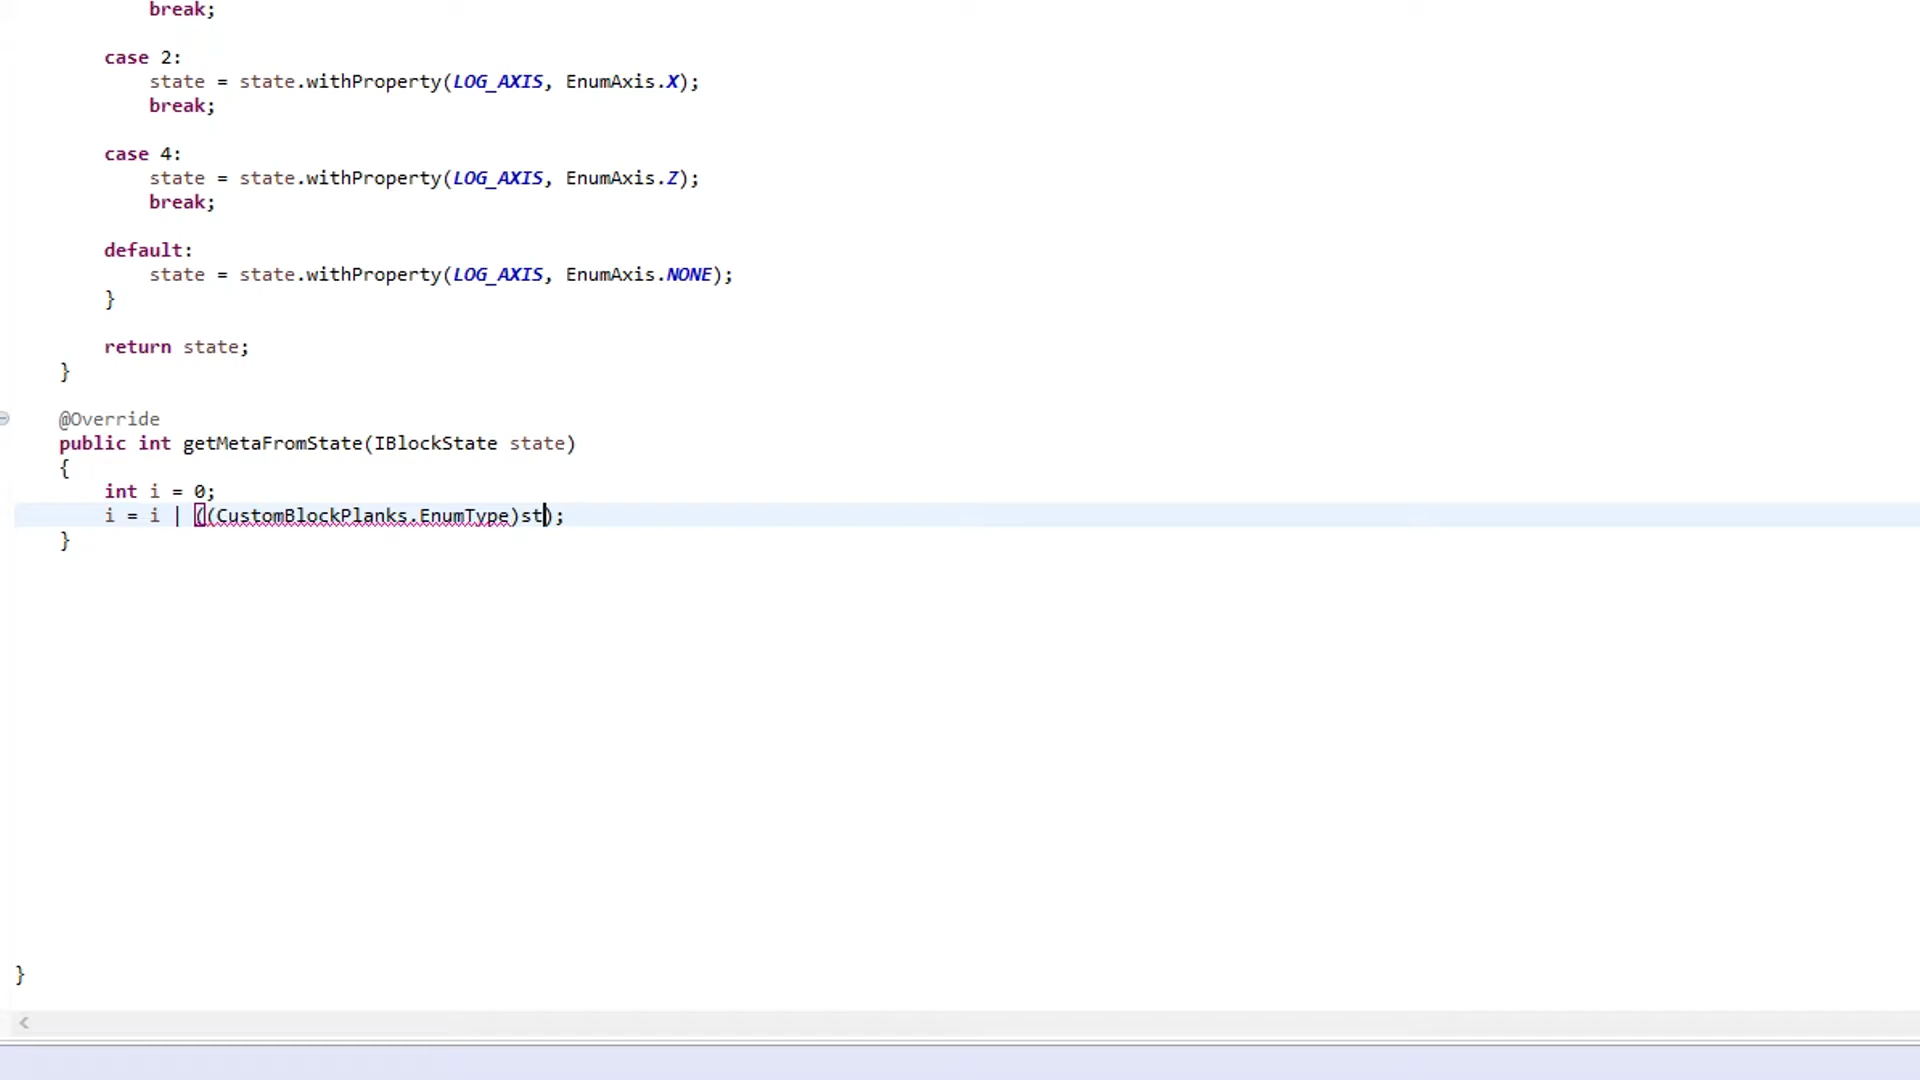 break;
case 2:
state = state.withProperty(LOG_AXIS, EnumAxis.X);
break;
case 4:
state = state.withProperty(LOG_AXIS, EnumAxis.Z);
break;
default:
state = state.withProperty(LOG_AXIS, EnumAxis.NONE);
}
return state;
}
@Override
public int getMetaFromState(IBlockState state)
{
int i = 0;
i = i | ((CustomBlockPlanks.EnumType)st);
}
}